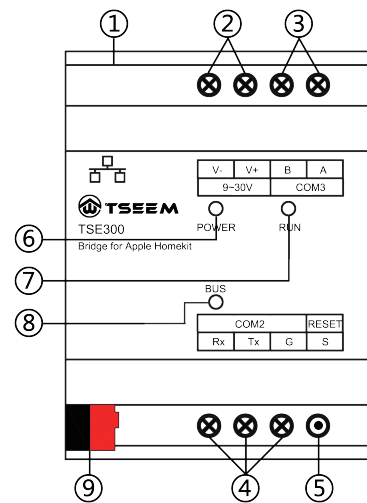 ① ② ③
V- V+ B A
9~30V COM3
TSEEM
TSE300
Bridge for Apple Homekit
⑥ POWER RUN
⑦
BUS
⑧
COM2 RESET
Rx Tx G S
⑨ ④ ⑤